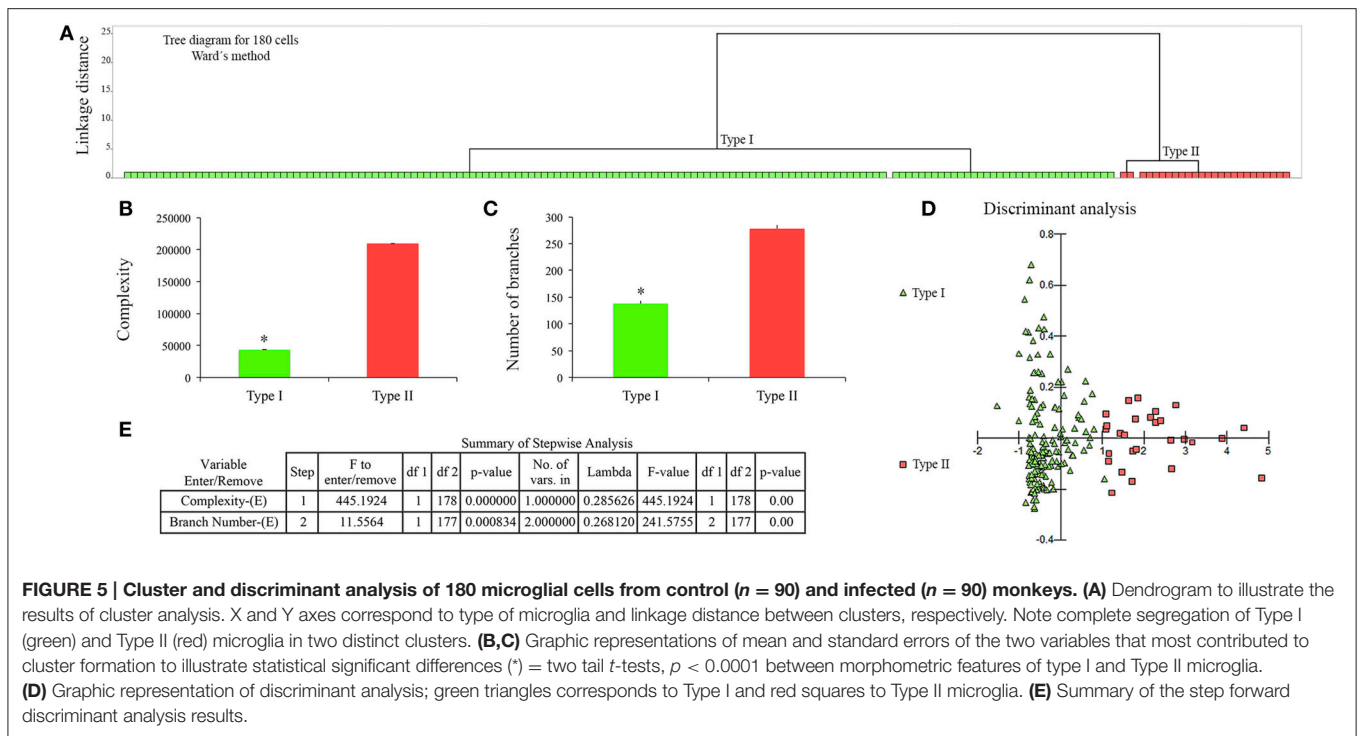 A
Tree diagram for 180 cells
Ward´s method
Linkage distance
25
20
15
10
5
0
Type I
Type II
B
Complexity
250000
200000
150000
100000
50000
0
*
Type I
Type II
C
Number of branches
300
250
200
150
100
50
0
*
Type I
Type II
D
Discriminant analysis
0.8
0.6
0.4
0.2
-0.4
-2
-1
1
2
3
4
5
Type I
Type II
E
Summary of Stepwise Analysis
Variable Enter/Remove Step F to enter/remove df 1 df 2 p-value No. of vars. in Lambda F-value df 1 df 2 p-value
Complexity-(E) 1 445.1924 1 178 0.000000 1.000000 0.285626 445.1924 1 178 0.00
Branch Number-(E) 2 11.5564 1 177 0.000834 2.000000 0.268120 241.5755 2 177 0.00
FIGURE 5 | Cluster and discriminant analysis of 180 microglial cells from control (n = 90) and infected (n = 90) monkeys. (A) Dendrogram to illustrate the
results of cluster analysis. X and Y axes correspond to type of microglia and linkage distance between clusters, respectively. Note complete segregation of Type I
(green) and Type II (red) microglia in two distinct clusters. (B,C) Graphic representations of mean and standard errors of the two variables that most contributed to
cluster formation to illustrate statistical significant differences (*) = two tail t-tests, p < 0.0001 between morphometric features of type I and Type II microglia.
(D) Graphic representation of discriminant analysis; green triangles corresponds to Type I and red squares to Type II microglia. (E) Summary of the step forward
discriminant analysis results.